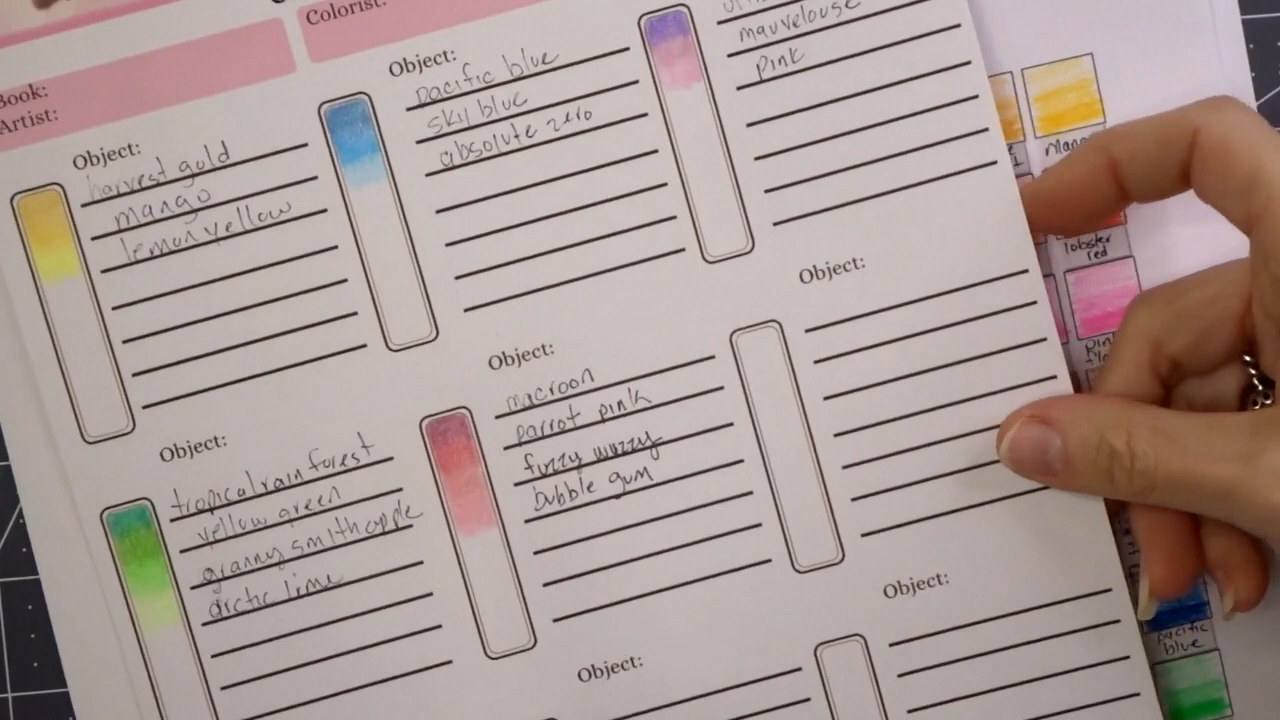 Colorist:
Book:
Artist:
Object:
harvest gold
mango
lemon yellow
Object:
pacific blue
sky blue
absolute zero
mauvelouse
pink
Object:
tropical rain forest
yellow green
granny smith apple
arctic lime
Object:
macroon
parrot pink
fuzzy wuzzy
bubble gum
Object:
Object:
Object:
lobster
red
pacific
blue